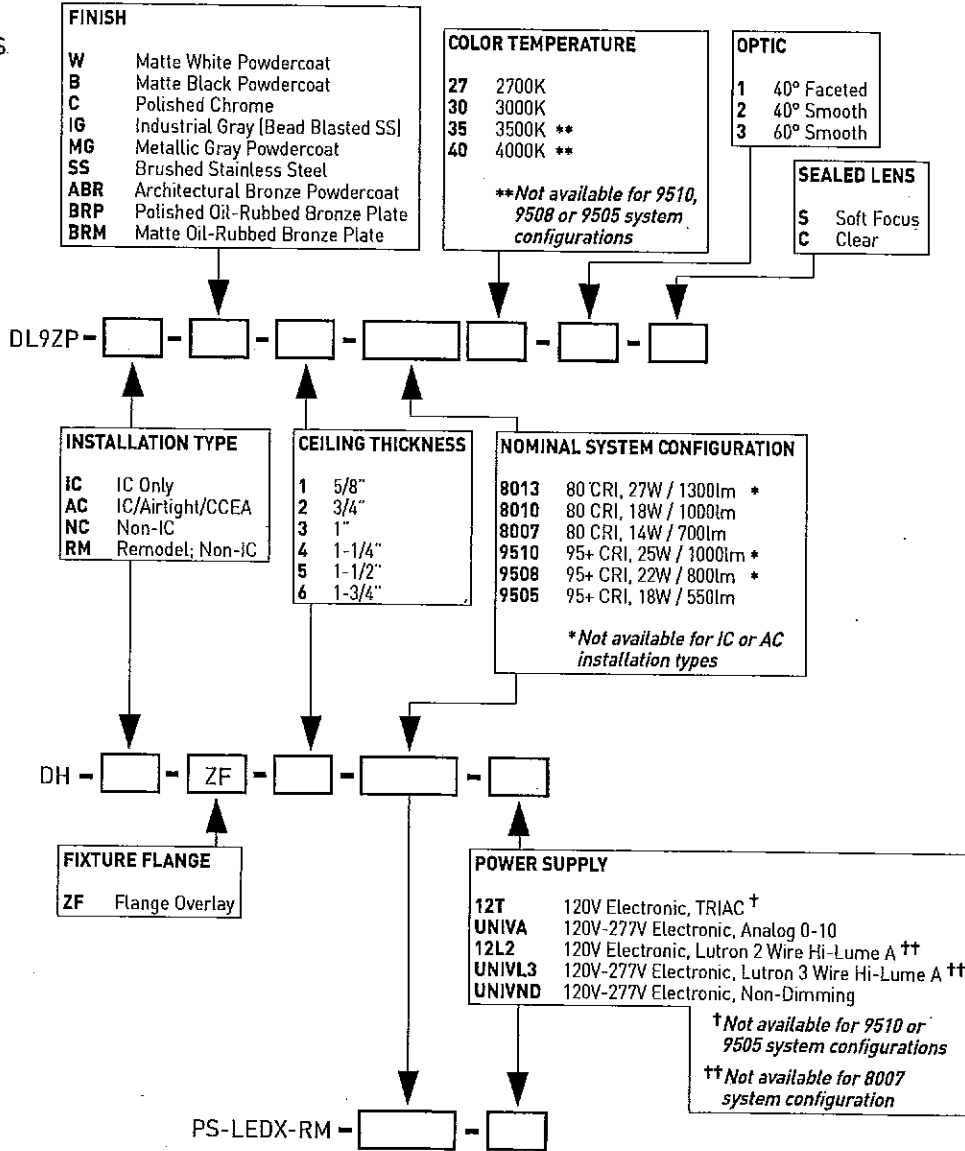 S
FINISH
W Matte White Powdercoat
B Matte Black Powdercoat
C Polished Chrome
IG Industrial Gray (Bead Blasted SS)
MG Metallic Gray Powdercoat
SS Brushed Stainless Steel
ABR Architectural Bronze Powdercoat
BRP Polished Oil-Rubbed Bronze Plate
BRM Matte Oil-Rubbed Bronze Plate
COLOR TEMPERATURE
27 2700K
30 3000K
35 3500K **
40 4000K **
**Not available for 9510,
9508 or 9505 system
configurations
OPTIC
1 40° Faceted
2 40° Smooth
3 60° Smooth
SEALED LENS
S Soft Focus
C Clear
DL9ZP - - - - - -
INSTALLATION TYPE
IC IC Only
AC IC/Airtight/CCEA
NC Non-IC
RM Remodel; Non-IC
CEILING THICKNESS
1 5/8"
2 3/4"
3 1"
4 1-1/4"
5 1-1/2"
6 1-3/4"
NOMINAL SYSTEM CONFIGURATION
8013 80 CRI, 27W / 1300lm *
8010 80 CRI, 18W / 1000lm
8007 80 CRI, 14W / 700lm
9510 95+ CRI, 25W / 1000lm *
9508 95+ CRI, 22W / 800lm *
9505 95+ CRI, 18W / 550lm
*Not available for IC or AC
installation types
DH - - ZF - - -
FIXTURE FLANGE
ZF Flange Overlay
POWER SUPPLY
12T 120V Electronic, TRIAC †
UNIVA 120V-277V Electronic, Analog 0-10
12L2 120V Electronic, Lutron 2 Wire Hi-Lume A ††
UNIVL3 120V-277V Electronic, Lutron 3 Wire Hi-Lume A ††
UNIVND 120V-277V Electronic, Non-Dimming
†Not available for 9510 or
9505 system configurations
††Not available for 8007
system configuration
PS-LEDX-RM - -